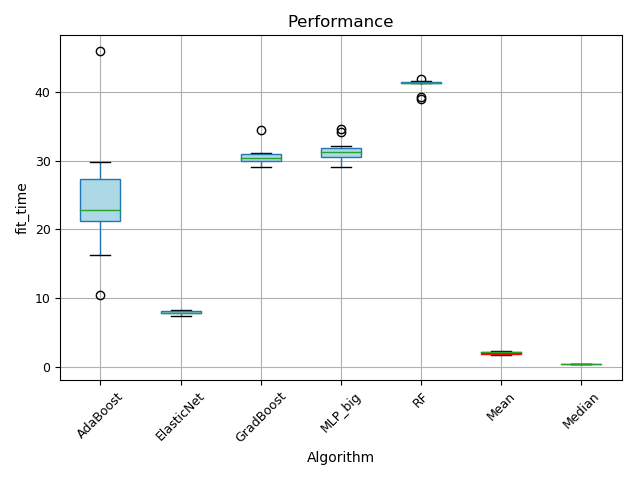 Performance
fit_time
40
30
20
10
0
AdaBoost
ElasticNet
GradBoost
MLP_big
RF
Mean
Median
Algorithm